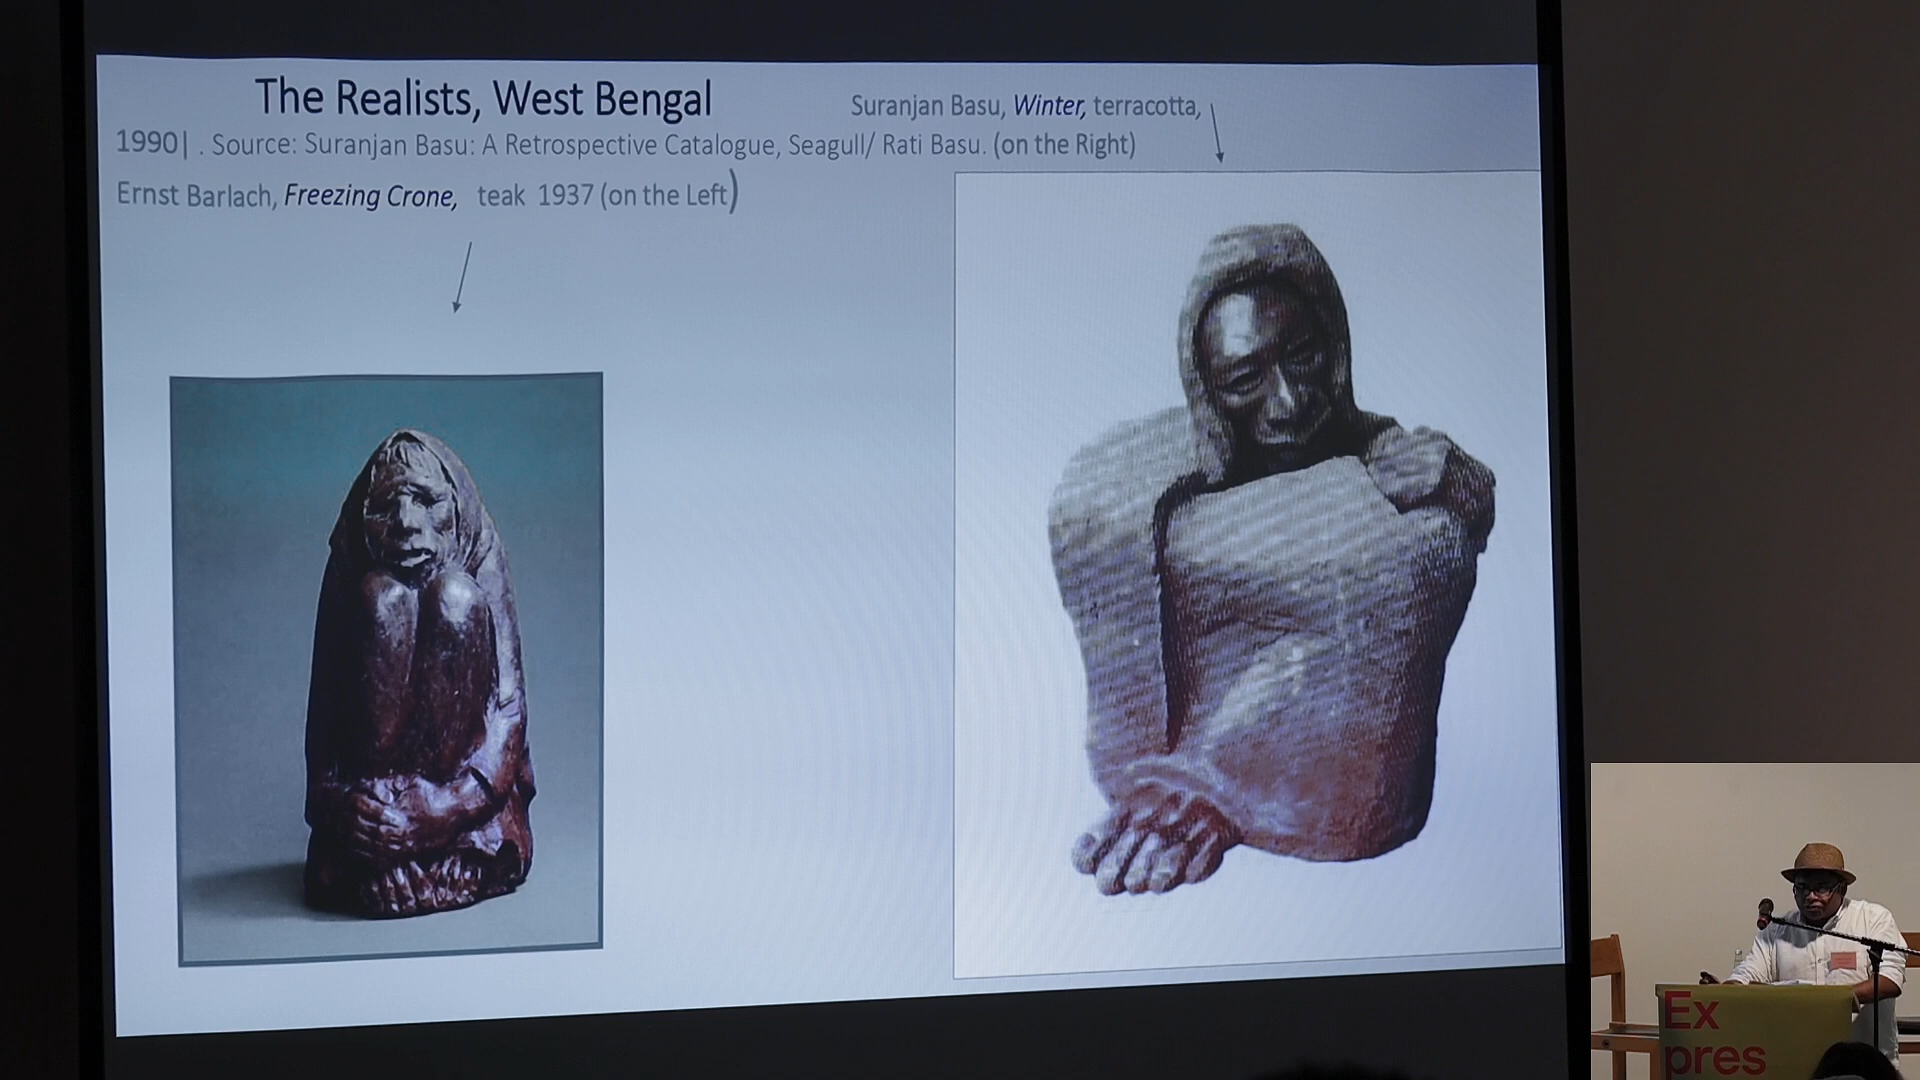 The Realists, West Bengal
Suranjan Basu, Winter, terracotta,
1990| . Source: Suranjan Basu: A Retrospective Catalogue, Seagull/ Rati Basu. (on the Right)
Ernst Barlach, Freezing Crone, teak 1937 (on the Left)
Ex
pres